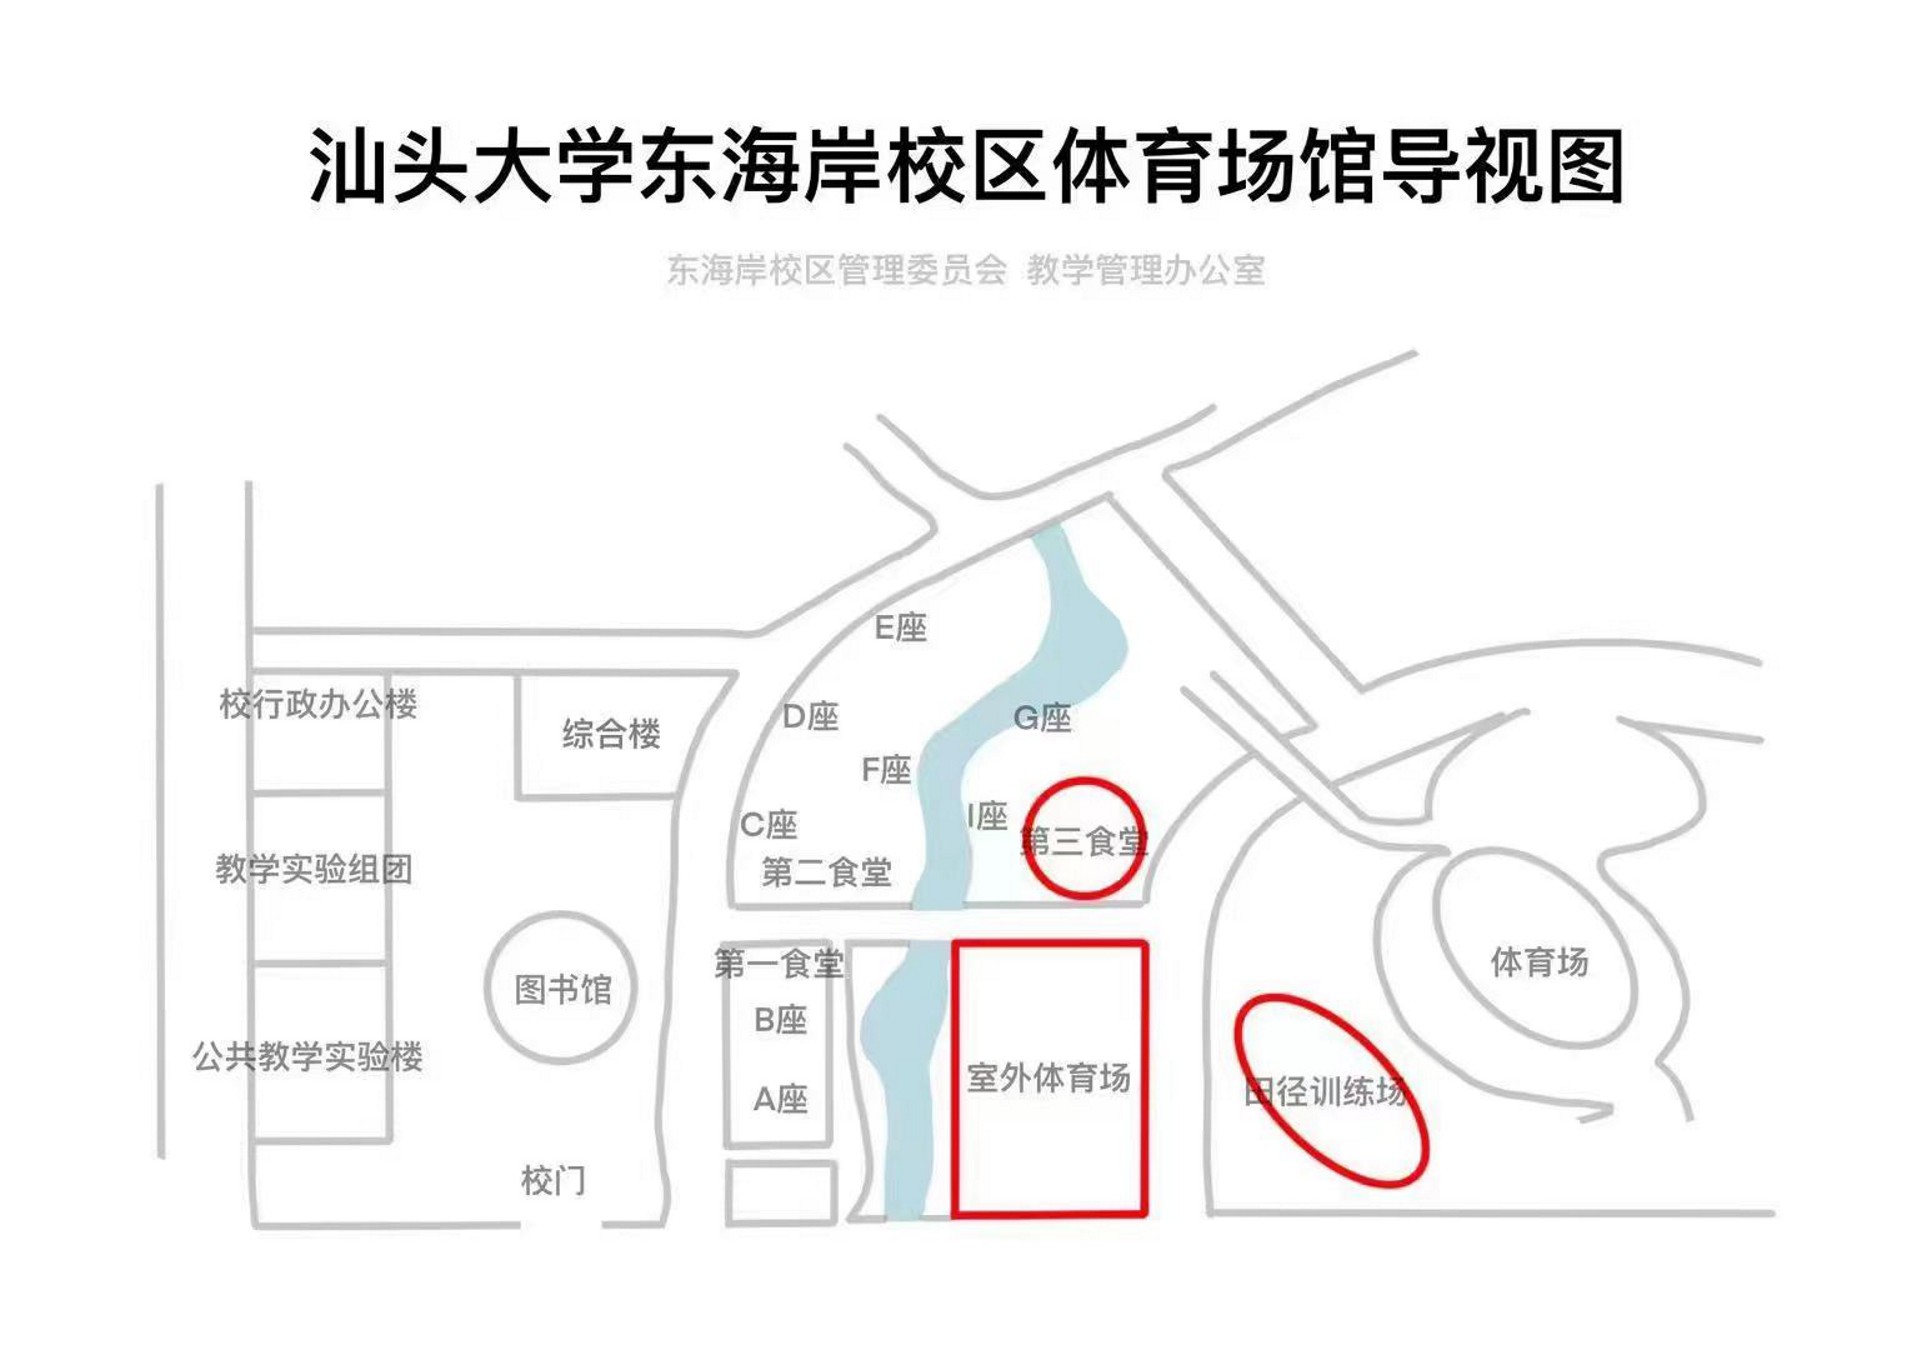 汕头大学东海岸校区体育场馆导视图
东海岸校区管理委员会 教学管理办公室
E座
校行政办公楼
综合楼
D座
G座
F座
I座
C座
第三食堂
教学实验组团
第二食堂
第一食堂
体育场
图书馆
B座
公共教学实验楼
室外体育场
田径训练场
A座
校门